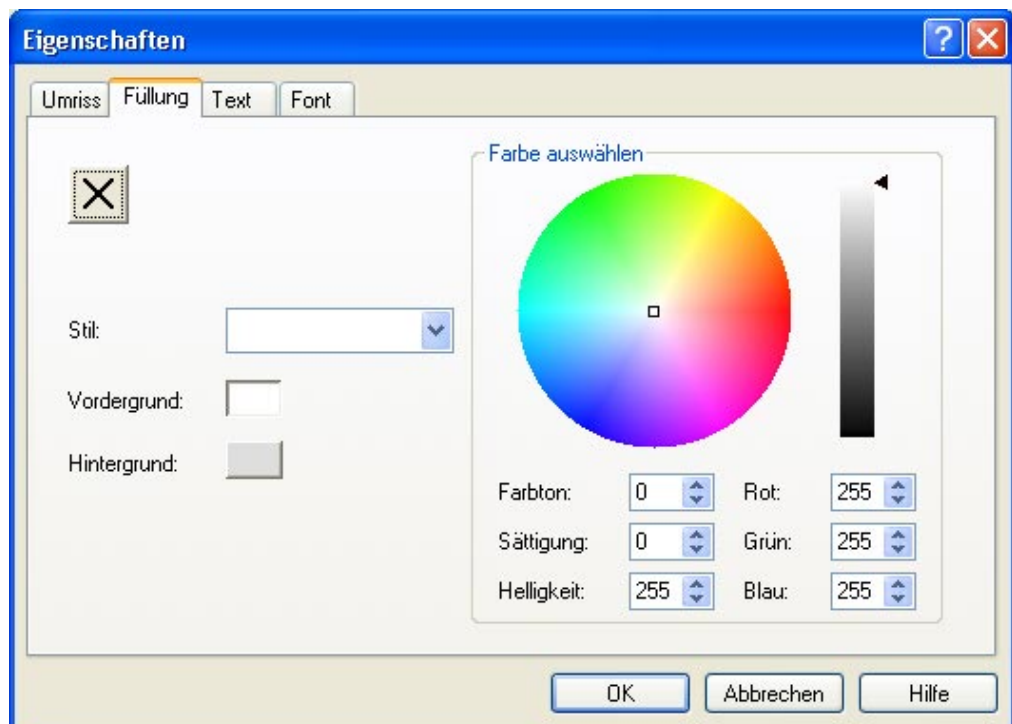 Eigenschaften
Umriss Füllung Text Font
Farbe auswählen
Stil:
Vordergrund:
Hintergrund:
Farbton: 0 Rot: 255
Sättigung: 0 Grün: 255
Helligkeit: 255 Blau: 255
OK Abbrechen Hilfe